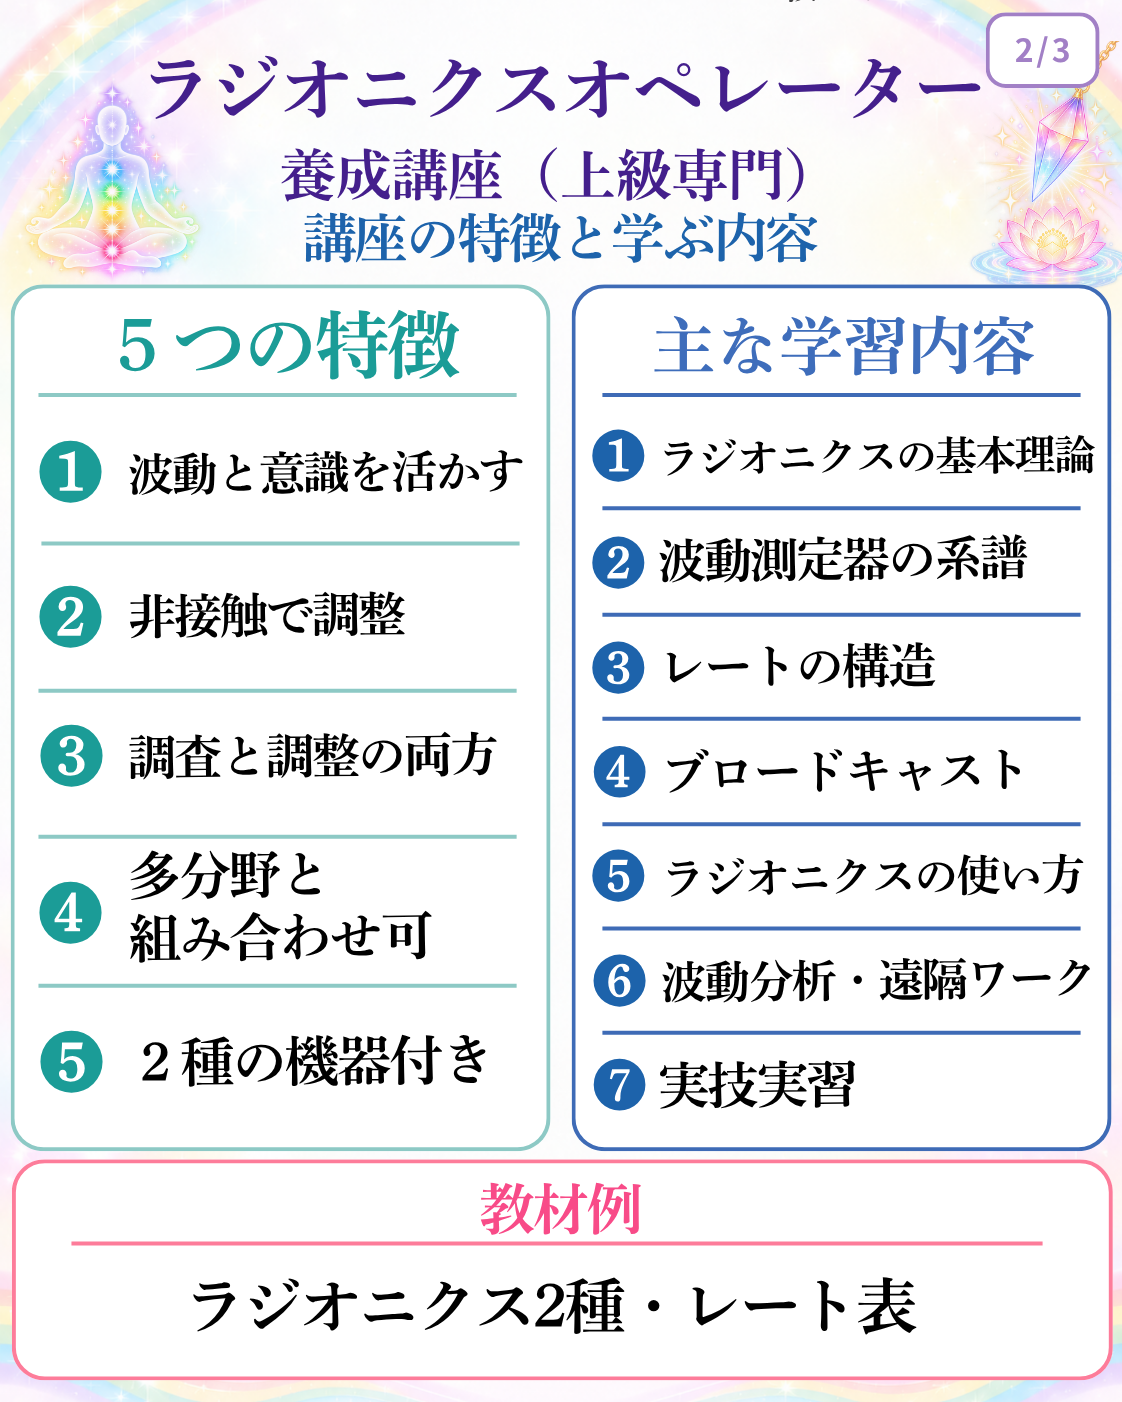 2/3
ラジオニクスオペレーター
養成講座（上級専門）
講座の特徴と学ぶ内容
５つの特徴
1 波動と意識を活かす
2 非接触で調整
3 調査と調整の両方
4 多分野と
組み合わせ可
5 ２種の機器付き
主な学習内容
1 ラジオニクスの基本理論
2 波動測定器の系譜
3 レートの構造
4 ブロードキャスト
5 ラジオニクスの使い方
6 波動分析・遠隔ワーク
7 実技実習
教材例
ラジオニクス2種・レート表